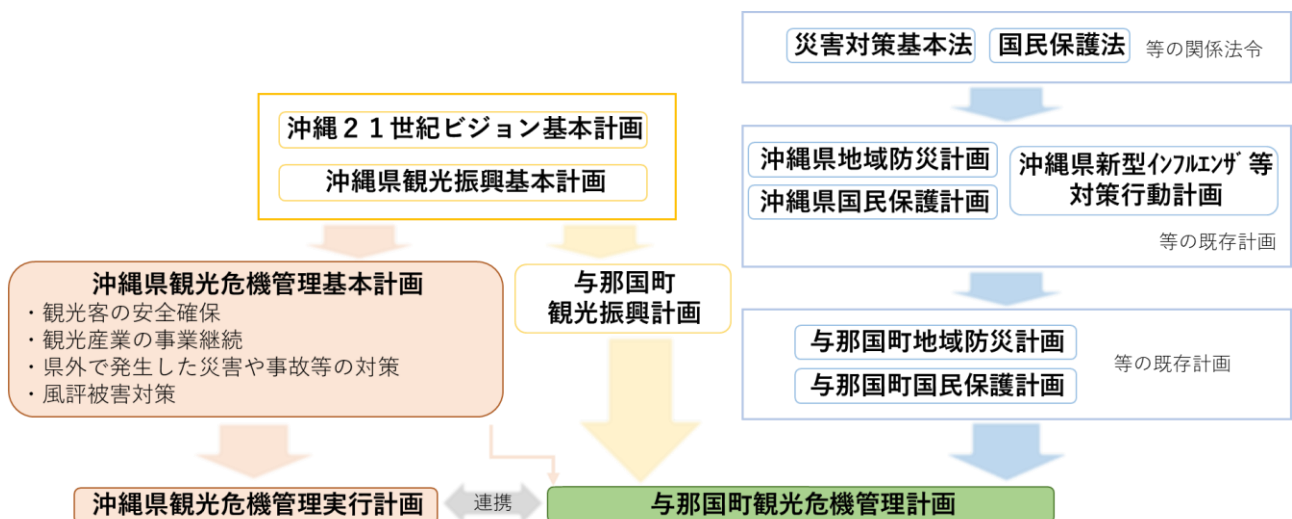 災害対策基本法 国民保護法 等の関係法令
沖縄２１世紀ビジョン基本計画
沖縄県観光振興基本計画
沖縄県地域防災計画
沖縄県国民保護計画
沖縄県新型ｲﾝﾌﾙｴﾝｻﾞ等
対策行動計画
等の既存計画
沖縄県観光危機管理基本計画
・観光客の安全確保
・観光産業の事業継続
・県外で発生した災害や事故等の対策
・風評被害対策
与那国町
観光振興計画
与那国町地域防災計画
与那国町国民保護計画
等の既存計画
沖縄県観光危機管理実行計画
連携
与那国町観光危機管理計画